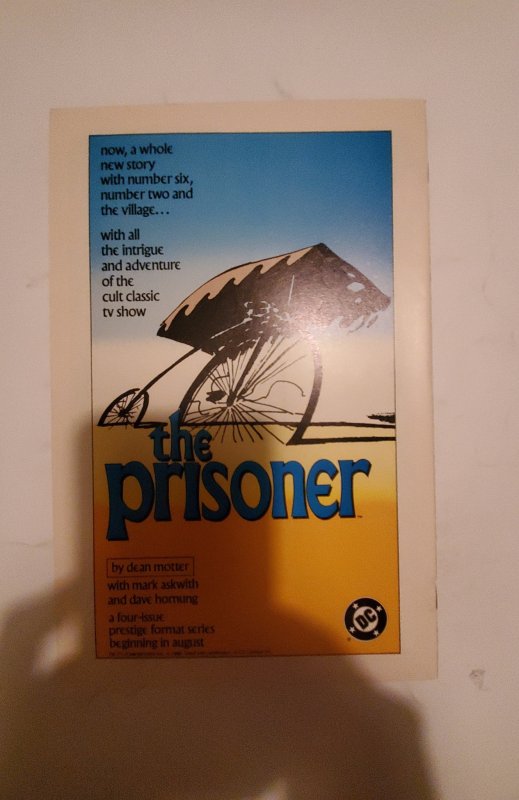 now, a whole
new story
with number six,
number two and
the village...
with all
the intrigue
and adventure
of the
cult classic
tv show
the
prisoner™
by dean motter
with mark askwith
and dave hornung
a four-issue
prestige format series
beginning in august
DC
®